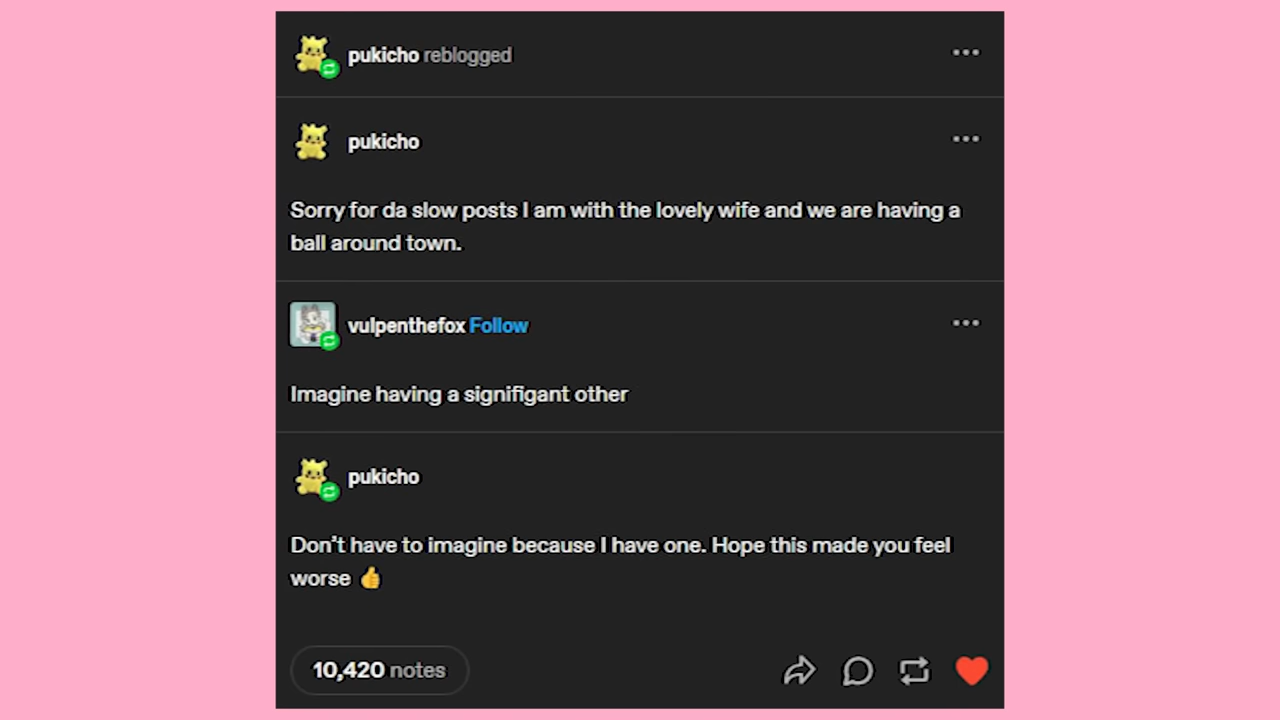 pukicho reblogged
pukicho
Sorry for da slow posts I am with the lovely wife and we are having a
ball around town.
vulpenthefox Follow
Imagine having a signifigant other
pukicho
Don't have to imagine because I have one. Hope this made you feel
worse 👍
10,420 notes